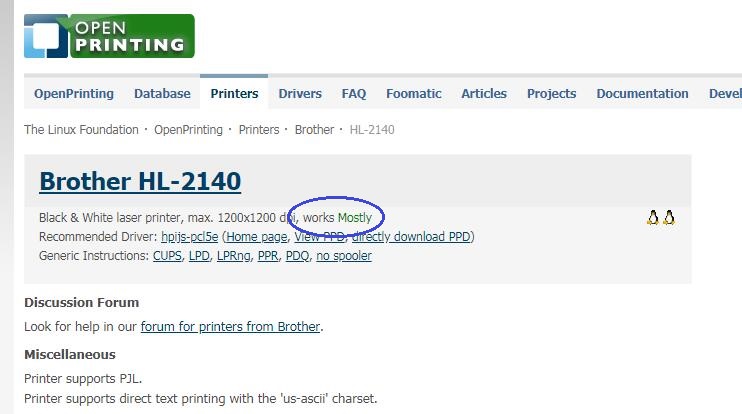 OPEN
PRINTING
OpenPrinting Database Printers Drivers FAQ Foomatic Articles Projects Documentation Devel
The Linux Foundation · OpenPrinting · Printers · Brother · HL-2140
Brother HL-2140
Black & White laser printer, max. 1200x1200 dpi, works Mostly
Recommended Driver: hpijs-pcl5e (Home page, View PPD, directly download PPD)
Generic Instructions: CUPS, LPD, LPRng, PPR, PDQ, no spooler
Discussion Forum
Look for help in our forum for printers from Brother.
Miscellaneous
Printer supports PJL.
Printer supports direct text printing with the 'us-ascii' charset.